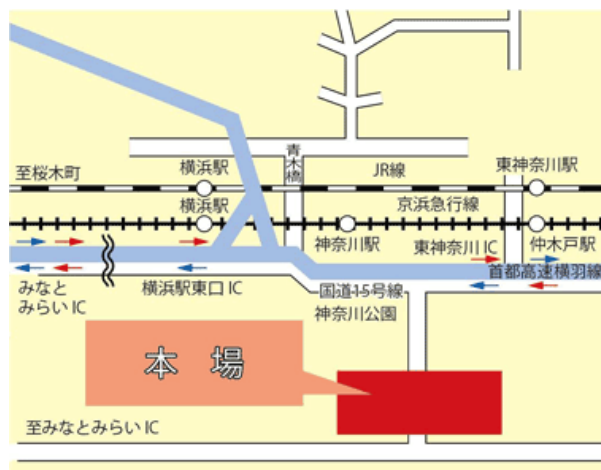 青木橋
至桜木町
横浜駅
JR線
東神奈川駅
横浜駅
京浜急行線
神奈川駅
東神奈川 IC
仲木戸駅
首都高速横羽線
みなと
みらい IC
横浜駅東口 IC
国道15号線
神奈川公園
本 場
至みなとみらい IC